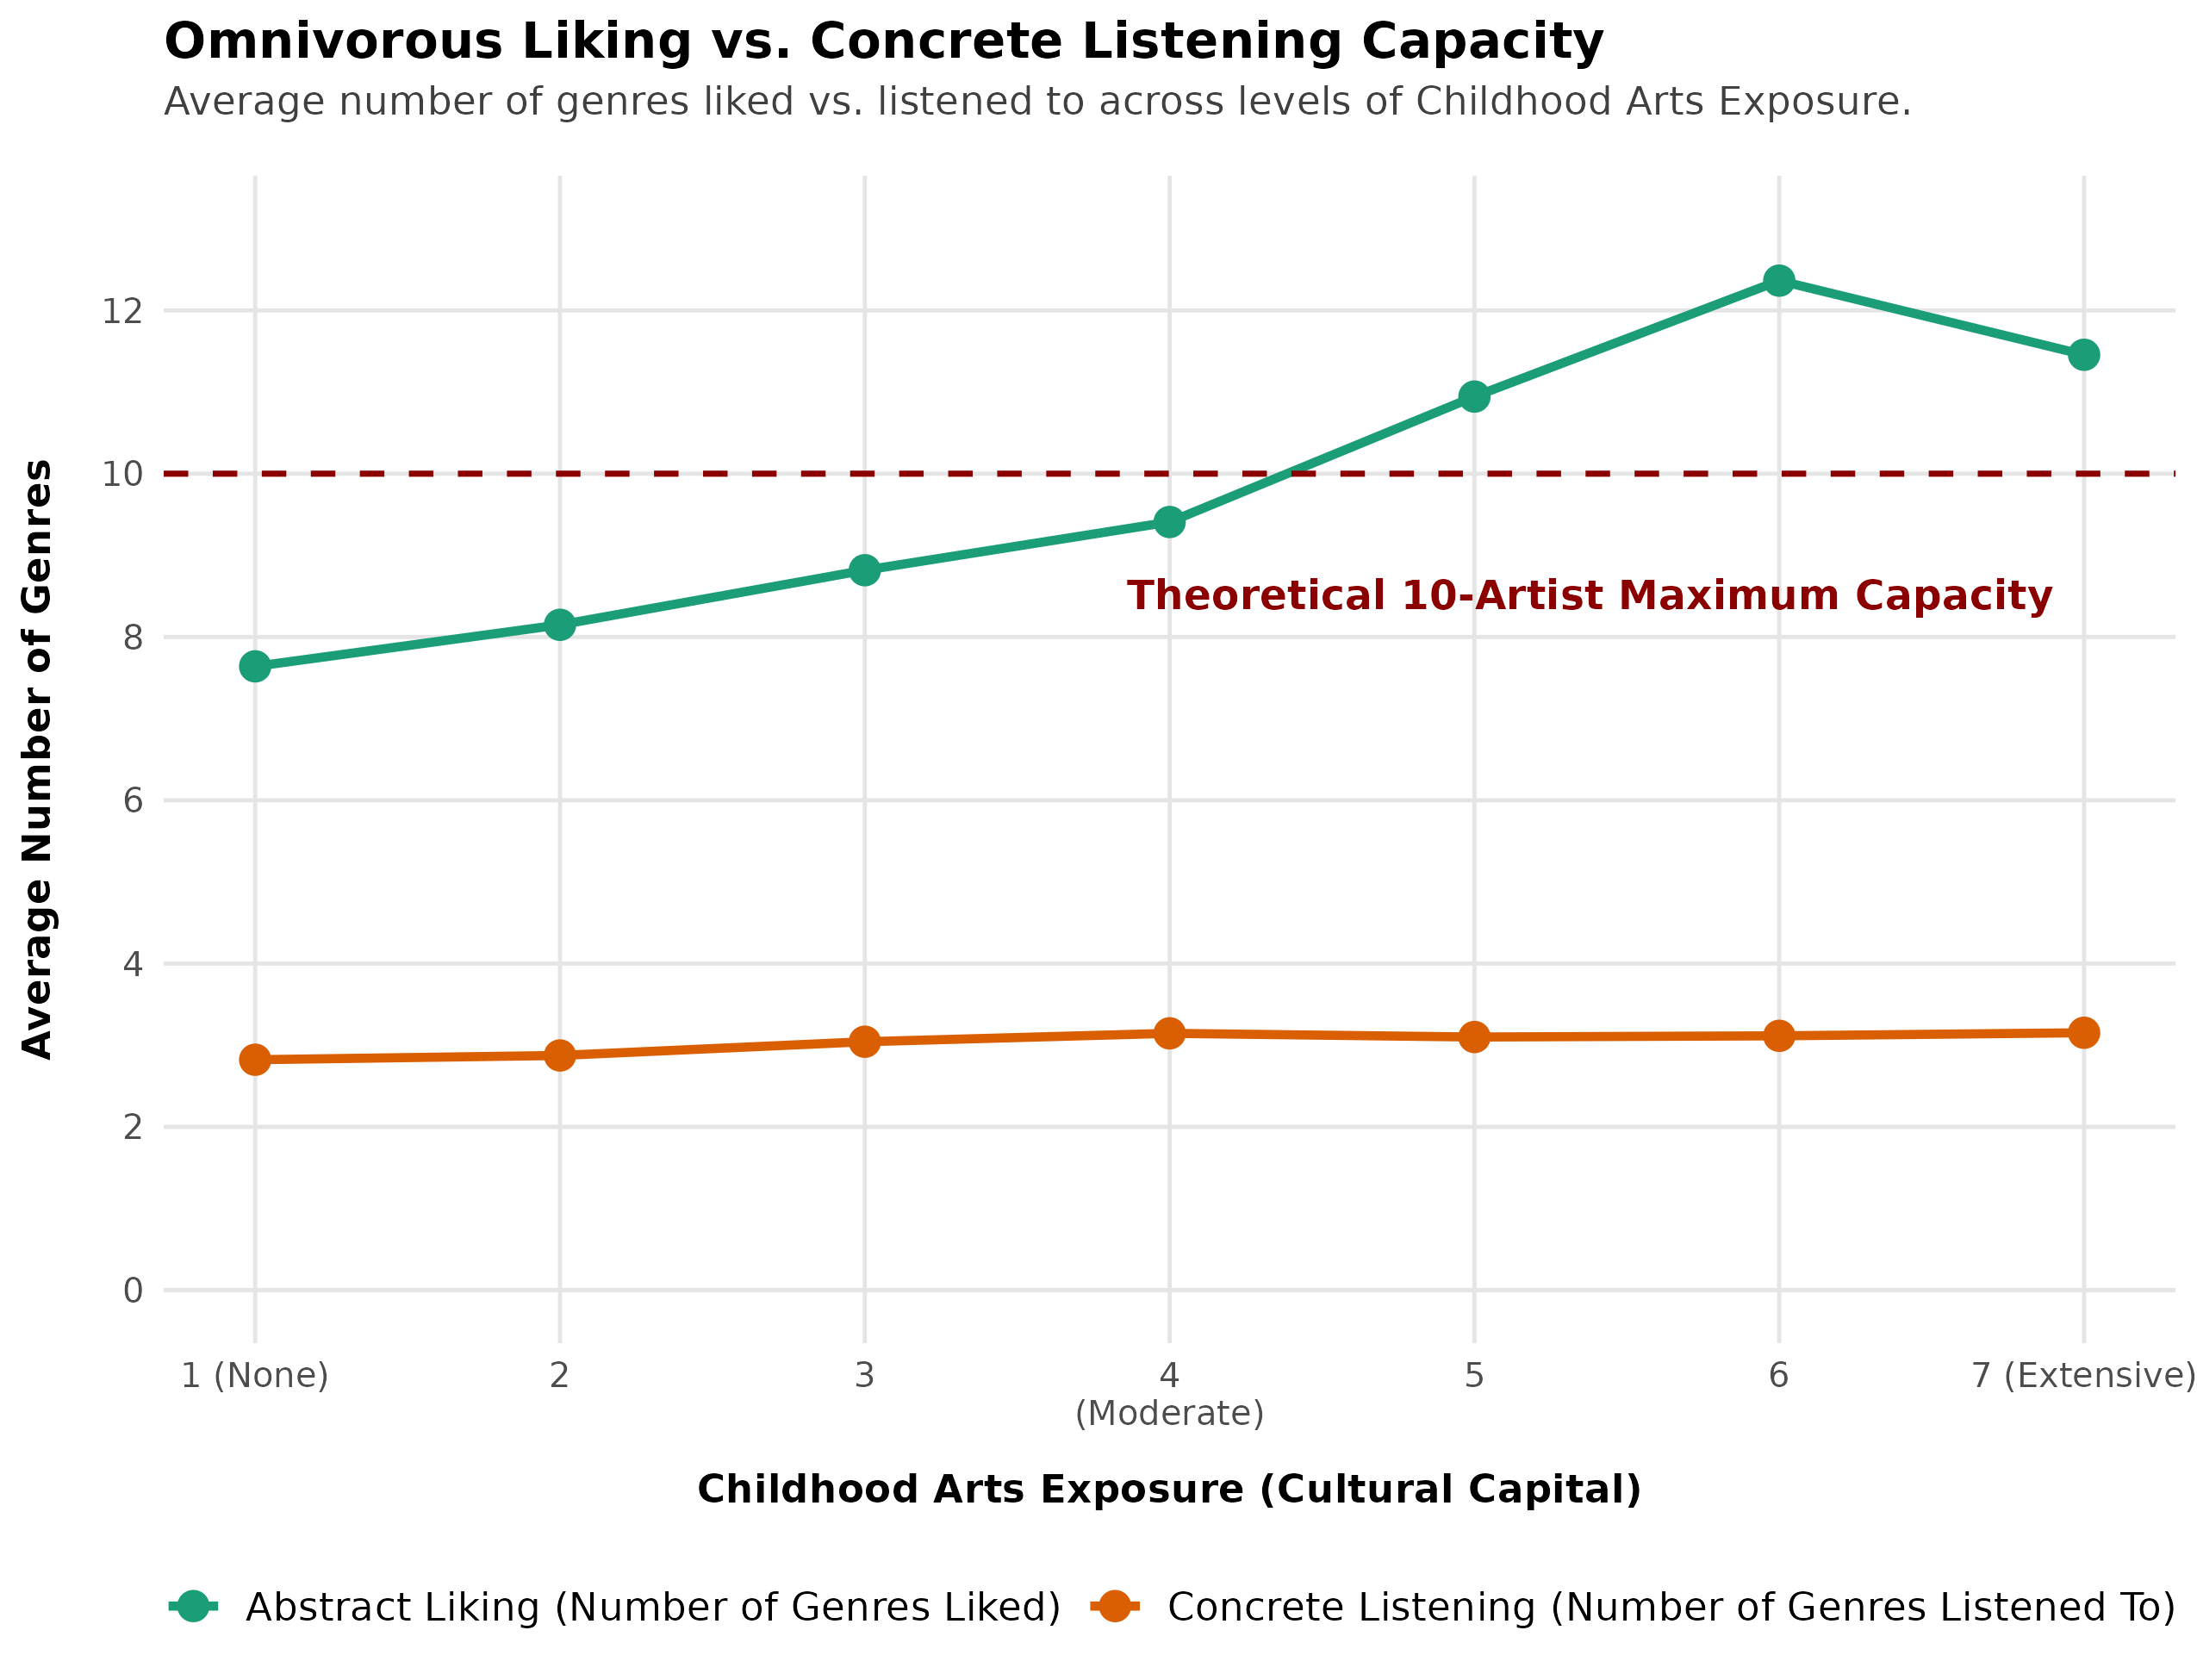 Omnivorous Liking vs. Concrete Listening Capacity
Average number of genres liked vs. listened to across levels of Childhood Arts Exposure.
Average Number of Genres
12
10
8
6
4
2
0
Theoretical 10-Artist Maximum Capacity
1 (None)
2
3
4
(Moderate)
5
6
7 (Extensive)
Childhood Arts Exposure (Cultural Capital)
Abstract Liking (Number of Genres Liked)
Concrete Listening (Number of Genres Listened To)